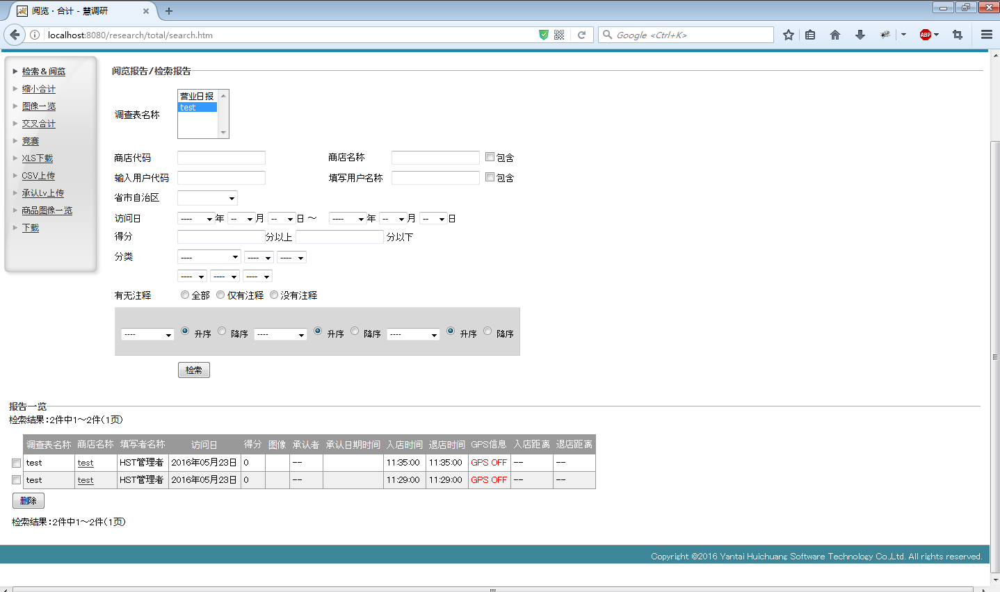 阅览 · 合计 - 慧调研
localhost:8080/research/total/search.htm
Google <Ctrl+K>
ABP
检索＆阅览
缩小合计
图像一览
交叉合计
竞赛
XLS下载
CSV上传
承认Lv上传
商品图像一览
下载
阅览报告/检索报告
调查表名称
营业日报
test
商店代码 商店名称 包含
输入用户代码 填写用户名称 包含
省市自治区
访问日 ---- 年 -- 月 -- 日 ～ ---- 年 -- 月 -- 日
得分 分以上 分以下
分类 ---- ---- ----
---- ---- ----
有无注释 全部 仅有注释 没有注释
---- 升序 降序 ---- 升序 降序 ---- 升序 降序
检索
报告一览
检索结果:2件中1～2件(1页)
调查表名称 商店名称 填写者名称 访问日 得分 图像 承认者 承认日期时间 入店时间 退店时间 GPS信息 入店距离 退店距离
test test HST管理者 2016年05月23日 0 -- 11:35:00 11:35:00 GPS OFF -- --
test test HST管理者 2016年05月23日 0 -- 11:29:00 11:29:00 GPS OFF -- --
删除
检索结果:2件中1～2件(1页)
Copyright ©2016 Yantai Huichuang Software Technology Co.,Ltd. All rights reserved.